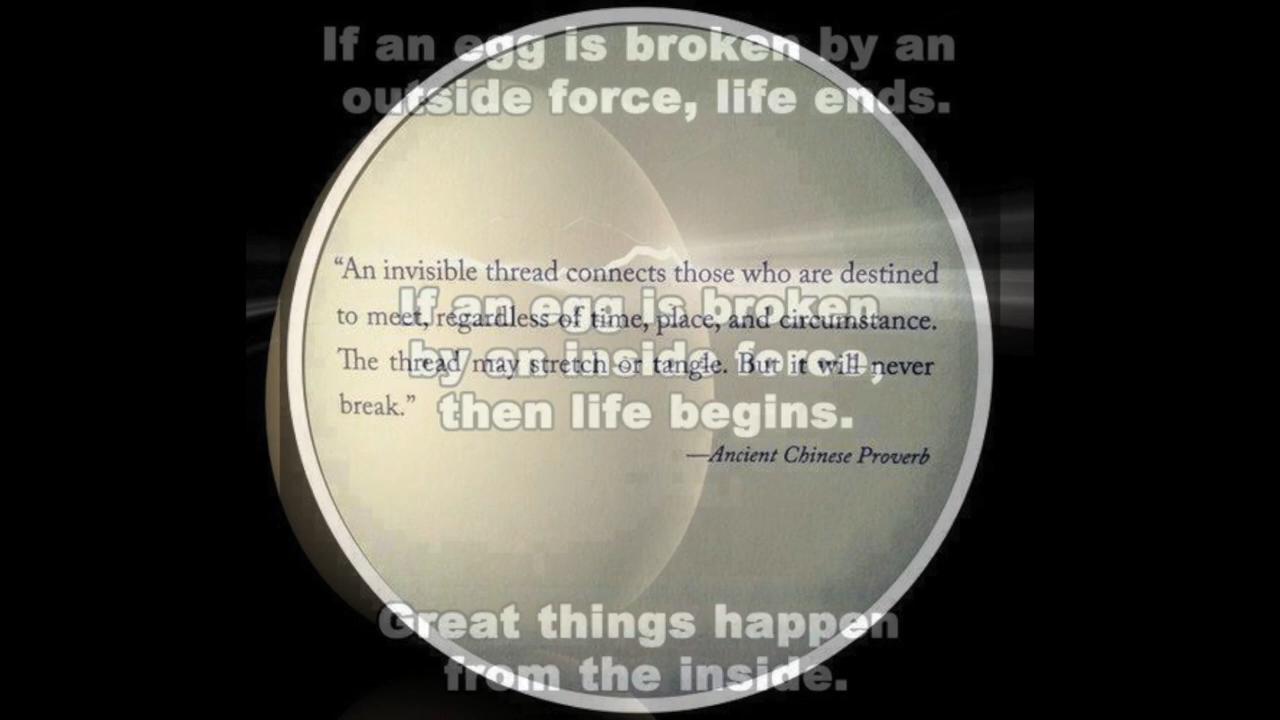 If an egg is broken by an
outside force, life ends.
“An invisible thread connects those who are destined
to meet, regardless of time, place, and circumstance.
The thread may stretch or tangle. But it will never
break.”
—Ancient Chinese Proverb
If an egg is broken
by an inside force,
then life begins.
Great things happen
from the inside.